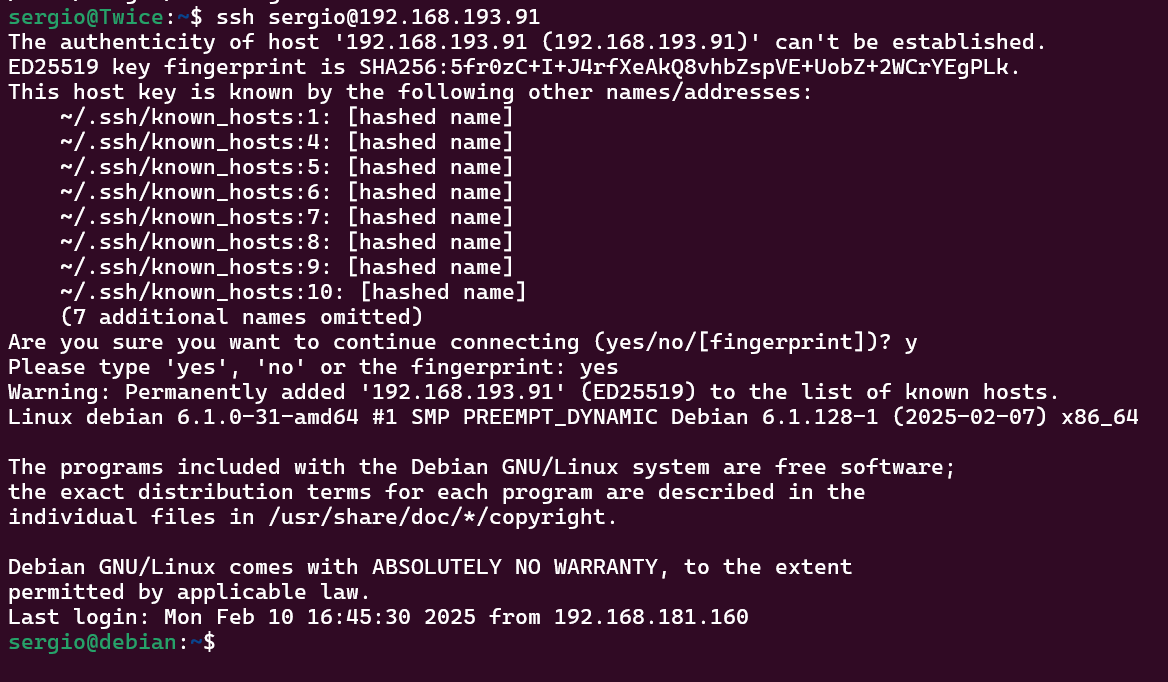 sergio@Twice:~$ ssh sergio@192.168.193.91
The authenticity of host '192.168.193.91 (192.168.193.91)' can't be established.
ED25519 key fingerprint is SHA256:5fr0zC+I+J4rfXeAkQ8vhbZspVE+UobZ+2WCrYEgPLk.
This host key is known by the following other names/addresses:
    ~/.ssh/known_hosts:1: [hashed name]
    ~/.ssh/known_hosts:4: [hashed name]
    ~/.ssh/known_hosts:5: [hashed name]
    ~/.ssh/known_hosts:6: [hashed name]
    ~/.ssh/known_hosts:7: [hashed name]
    ~/.ssh/known_hosts:8: [hashed name]
    ~/.ssh/known_hosts:9: [hashed name]
    ~/.ssh/known_hosts:10: [hashed name]
    (7 additional names omitted)
Are you sure you want to continue connecting (yes/no/[fingerprint])? y
Please type 'yes', 'no' or the fingerprint: yes
Warning: Permanently added '192.168.193.91' (ED25519) to the list of known hosts.
Linux debian 6.1.0-31-amd64 #1 SMP PREEMPT_DYNAMIC Debian 6.1.128-1 (2025-02-07) x86_64

The programs included with the Debian GNU/Linux system are free software;
the exact distribution terms for each program are described in the
individual files in /usr/share/doc/*/copyright.

Debian GNU/Linux comes with ABSOLUTELY NO WARRANTY, to the extent
permitted by applicable law.
Last login: Mon Feb 10 16:45:30 2025 from 192.168.181.160
sergio@debian:~$